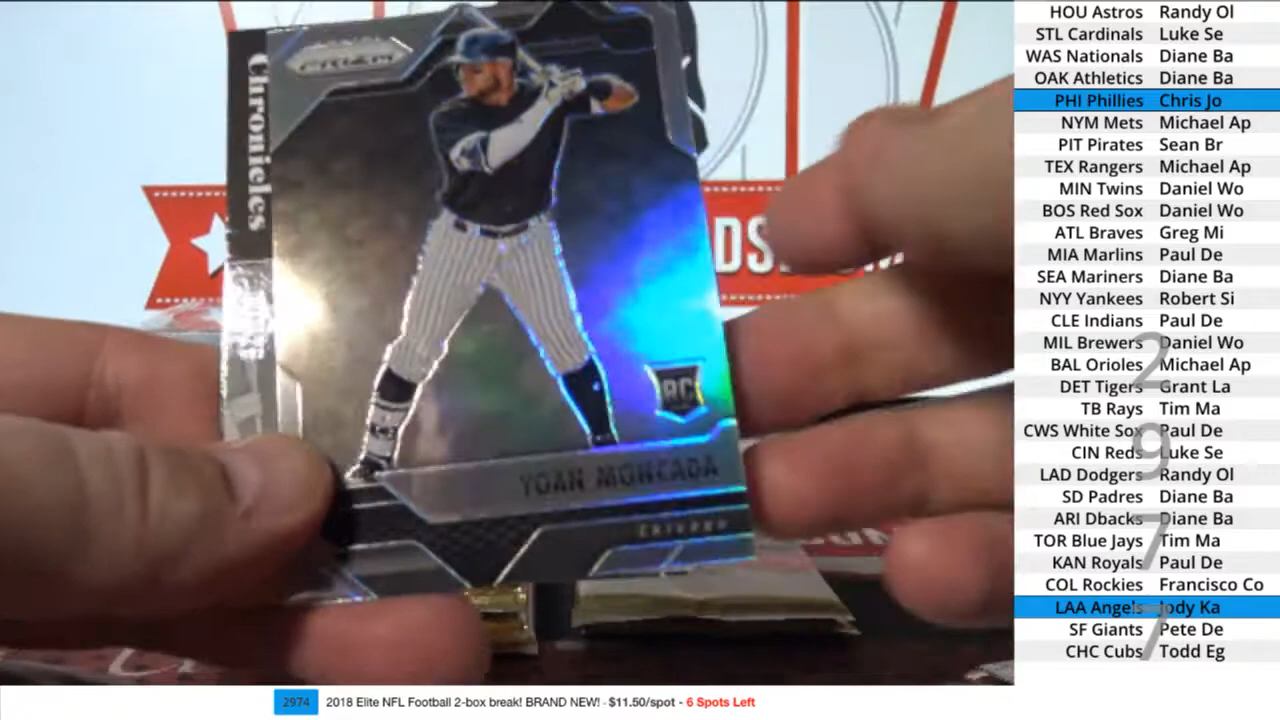 Chronicles
PRIZM
RC
YOAN MONCADA
CHICAGO
DS
HOU Astros Randy Ol
STL Cardinals Luke Se
WAS Nationals Diane Ba
OAK Athletics Diane Ba
PHI Phillies Chris Jo
NYM Mets Michael Ap
PIT Pirates Sean Br
TEX Rangers Michael Ap
MIN Twins Daniel Wo
BOS Red Sox Daniel Wo
ATL Braves Greg Mi
MIA Marlins Paul De
SEA Mariners Diane Ba
NYY Yankees Robert Si
CLE Indians Paul De
MIL Brewers Daniel Wo
BAL Orioles Michael Ap
DET Tigers Grant La
TB Rays Tim Ma
CWS White Sox Paul De
CIN Reds Luke Se
LAD Dodgers Randy Ol
SD Padres Diane Ba
ARI Dbacks Diane Ba
TOR Blue Jays Tim Ma
KAN Royals Paul De
COL Rockies Francisco Co
LAA Angels Jody Ka
SF Giants Pete De
CHC Cubs Todd Eg
2
9
7
7
2974 2018 Elite NFL Football 2-box break! BRAND NEW! - $11.50/spot - 6 Spots Left